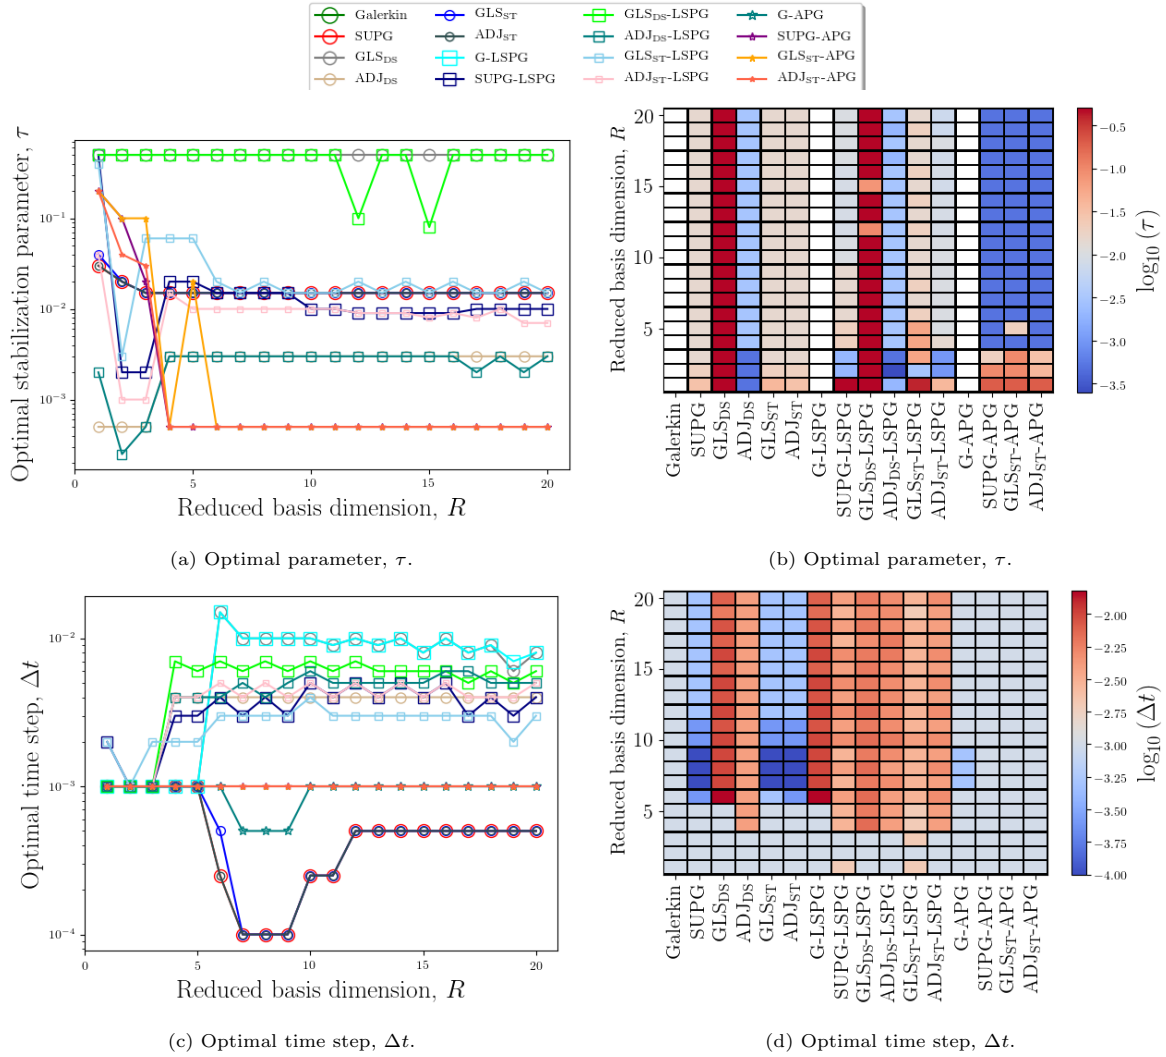 Galerkin
SUPG
GLS_DS
ADJ_DS
GLS_ST
ADJ_ST
G-LSPG
SUPG-LSPG
GLS_DS-LSPG
ADJ_DS-LSPG
GLS_ST-LSPG
ADJ_ST-LSPG
G-APG
SUPG-APG
GLS_ST-APG
ADJ_ST-APG
Optimal stabilization parameter, τ
10^-1
10^-2
10^-3
0
5
10
15
20
Reduced basis dimension, R
(a) Optimal parameter, τ.
Reduced basis dimension, R
20
15
10
5
Galerkin
SUPG
GLS_DS
ADJ_DS
GLS_ST
ADJ_ST
G-LSPG
SUPG-LSPG
GLS_DS-LSPG
ADJ_DS-LSPG
GLS_ST-LSPG
ADJ_ST-LSPG
G-APG
SUPG-APG
GLS_ST-APG
ADJ_ST-APG
−0.5
−1.0
−1.5
−2.0
−2.5
−3.0
−3.5
log_10 (τ)
(b) Optimal parameter, τ.
Optimal time step, Δt
10^-2
10^-3
10^-4
0
5
10
15
20
Reduced basis dimension, R
(c) Optimal time step, Δt.
Reduced basis dimension, R
20
15
10
5
Galerkin
SUPG
GLS_DS
ADJ_DS
GLS_ST
ADJ_ST
G-LSPG
SUPG-LSPG
GLS_DS-LSPG
ADJ_DS-LSPG
GLS_ST-LSPG
ADJ_ST-LSPG
G-APG
SUPG-APG
GLS_ST-APG
ADJ_ST-APG
−2.00
−2.25
−2.50
−2.75
−3.00
−3.25
−3.50
−3.75
−4.00
log_10 (Δt)
(d) Optimal time step, Δt.